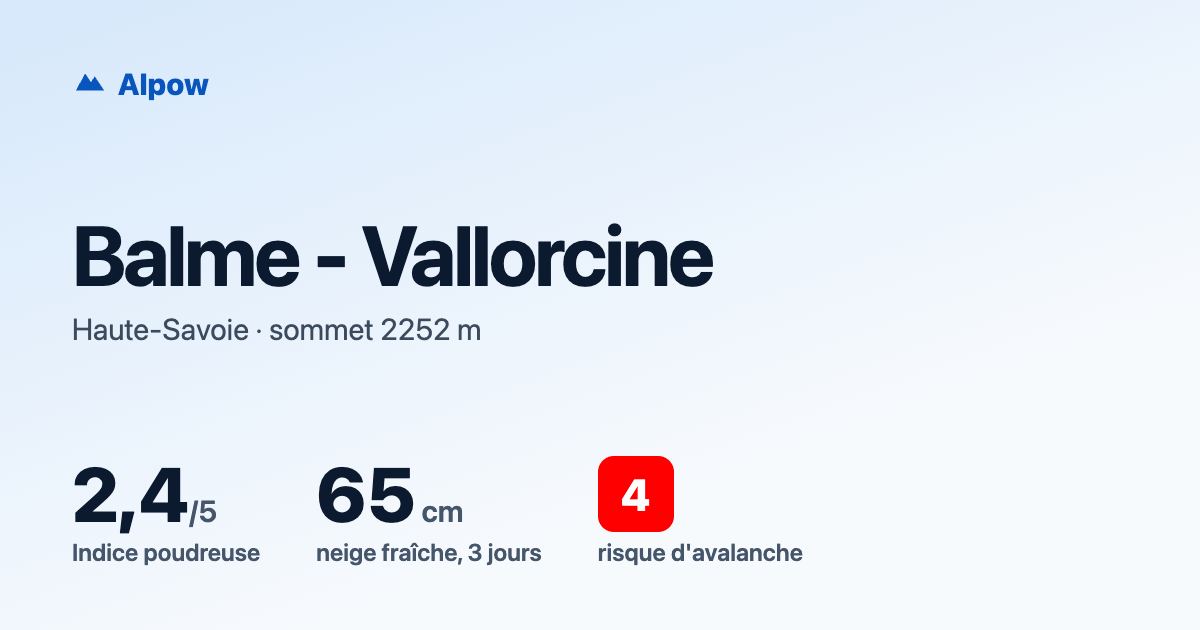 Alpow
Balme - Vallorcine
Haute-Savoie · sommet 2252 m
2,4/5
Indice poudreuse
65 cm
neige fraîche, 3 jours
4
risque d'avalanche